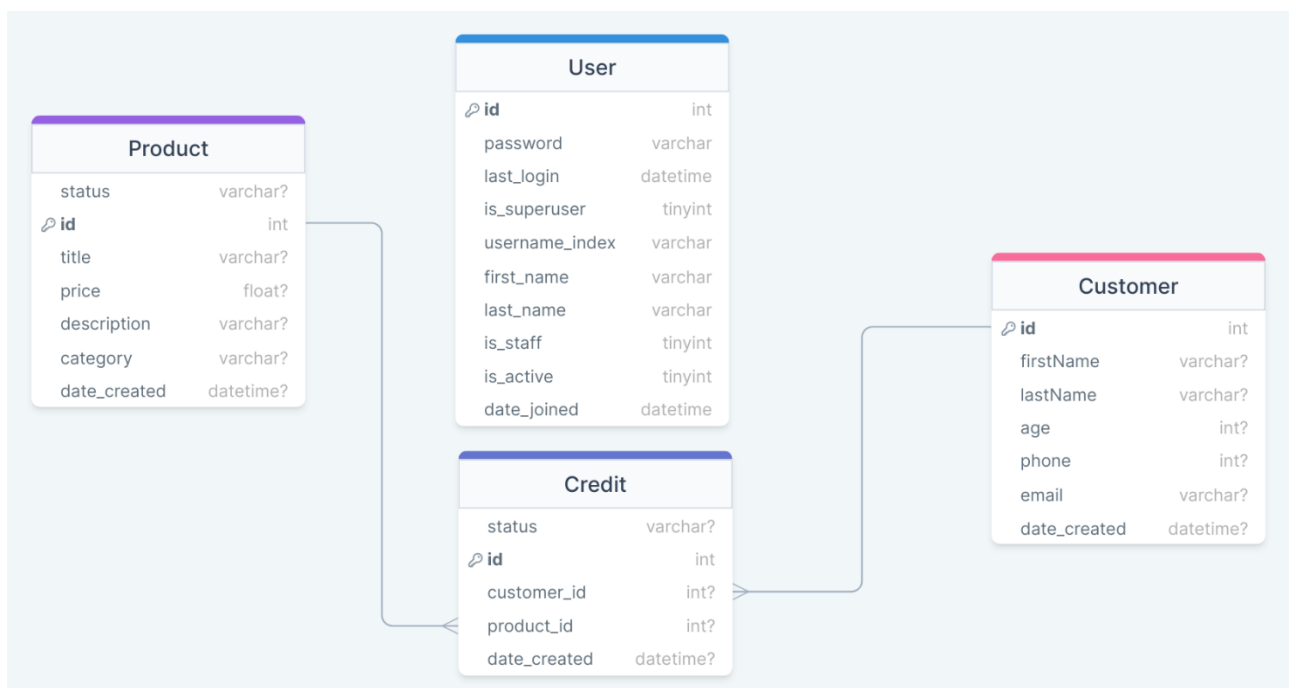 User
id int
password varchar
last_login datetime
is_superuser tinyint
username_index varchar
first_name varchar
last_name varchar
is_staff tinyint
is_active tinyint
date_joined datetime
Product
status varchar?
id int
title varchar?
price float?
description varchar?
category varchar?
date_created datetime?
Customer
id int
firstName varchar?
lastName varchar?
age int?
phone int?
email varchar?
date_created datetime?
Credit
status varchar?
id int
customer_id int?
product_id int?
date_created datetime?